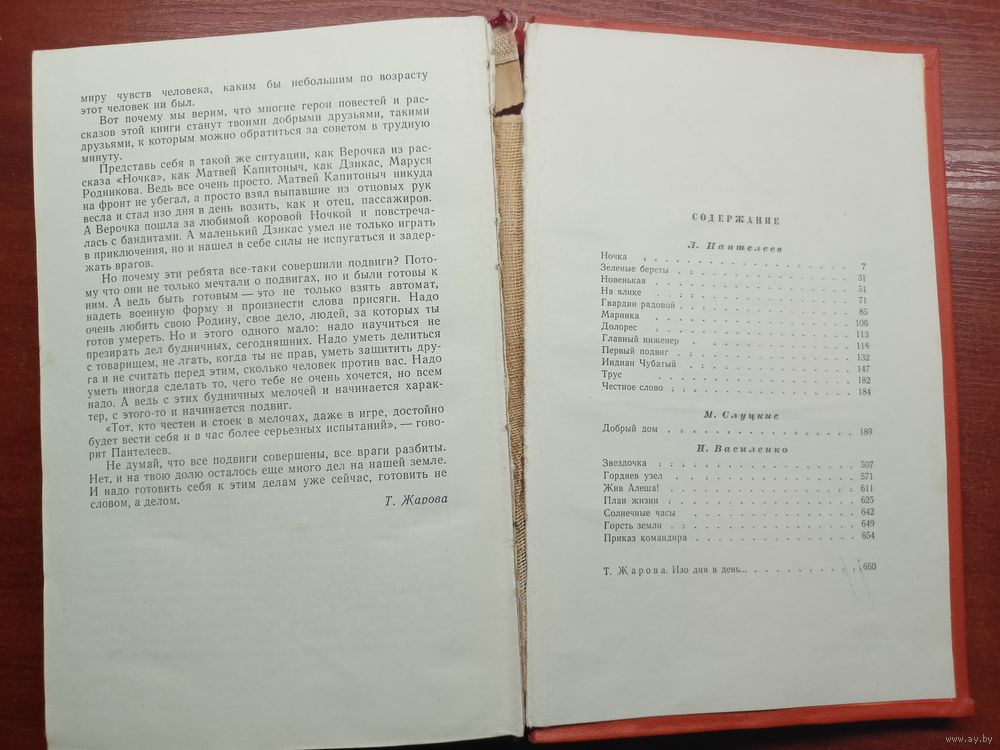 миру чувств человека, каким бы небольшим по возрасту
этот человек ни был.
Вот почему мы верим, что многие герои повестей и рас-
сказов этой книги станут твоими добрыми друзьями, такими
друзьями, к которым можно обратиться за советом в трудную
минуту.
Представь себя в такой же ситуации, как Верочка из рас-
сказа «Ночка», как Матвей Капитоныч, как Дзикас, Маруся
Родникова. Ведь все очень просто. Матвей Капитоныч никуда
на фронт не убегал, а просто взял выпавшие из отцовых рук
весла и стал изо дня в день возить, как и отец, пассажиров.
А Верочка пошла за любимой коровой Ночкой и повстреча-
лась с бандитами. А маленький Дзикас умел не только играть
в приключения, но и нашел в себе силы не испугаться и задер-
жать врагов.
Но почему эти ребята все-таки совершили подвиги? Пото-
му что они не только мечтали о подвигах, но и были готовы к
ним. А ведь быть готовым — это не только взять автомат,
надеть военную форму и произнести слова присяги. Надо
очень любить свою Родину, свое дело, людей, за которых ты
готов умереть. Но и этого одного мало: надо научиться не
презирать дел будничных, сегодняшних. Надо уметь делиться
с товарищем, не лгать, когда ты не прав, уметь защитить дру-
га и не считать перед этим, сколько человек против вас. Надо
уметь иногда сделать то, чего тебе не очень хочется, но всем
надо. А ведь с этих будничных мелочей и начинается харак-
тер, с этого-то и начинается подвиг.
«Тот, кто честен и стоек в мелочах, даже в игре, достойно
будет вести себя и в час более серьезных испытаний», — гово-
рит Пантелеев.
Не думай, что все подвиги совершены, все враги разбиты.
Нет, и на твою долю осталось еще много дел на нашей земле.
И надо готовить себя к этим делам уже сейчас, готовить не
словом, а делом.
Т. Жарова
СОДЕРЖАНИЕ
Л. Пантелеев
Ночка 7
Зеленые береты 31
Новенькая 51
На ялике 71
Гвардии рядовой 85
Маринка 106
Долорес 113
Главный инженер 118
Первый подвиг 132
Индиан Чубатый 147
Трус 182
Честное слово 184
М. Слуцкис
Добрый дом 189
И. Василенко
Звездочка 507
Гордиев узел 571
Жив Алеша! 611
План жизни 625
Солнечные часы 642
Горсть земли 649
Приказ командира 654
Т. Жарова. Изо дня в день... 660
www.ay.by